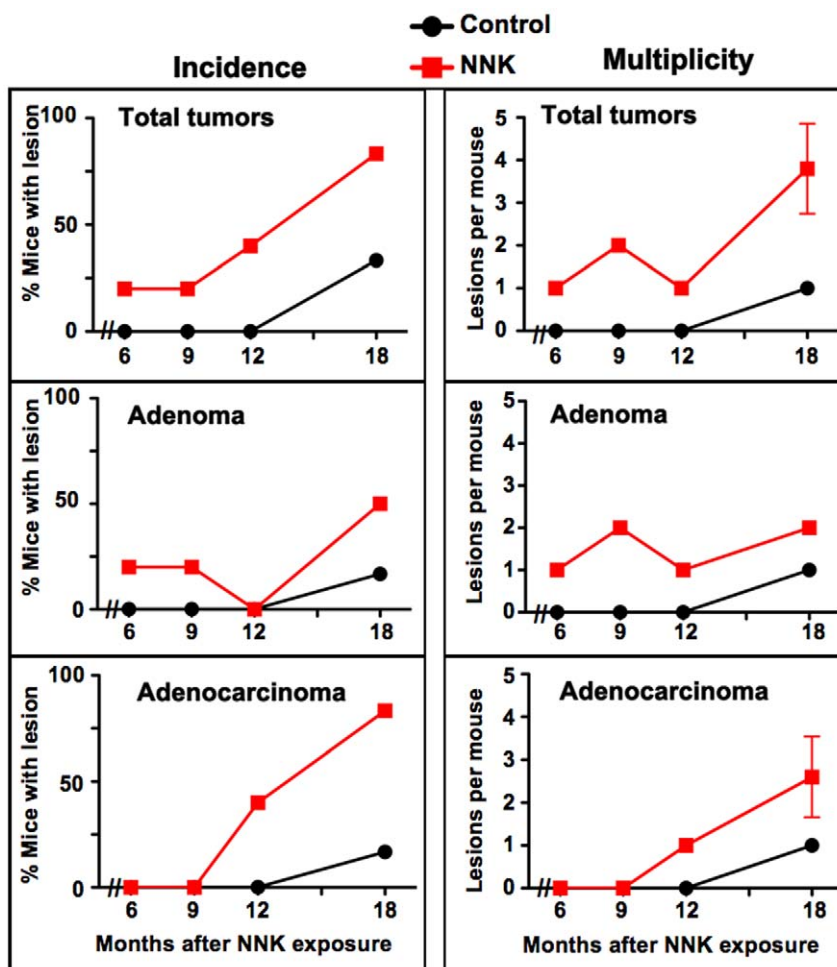 Control
NNK
Incidence
Multiplicity
Total tumors
% Mice with lesion
100
50
0
6 9 12 18
Total tumors
Lesions per mouse
5
4
3
2
1
0
6 9 12 18
Adenoma
% Mice with lesion
100
50
0
6 9 12 18
Adenoma
Lesions per mouse
5
4
3
2
1
0
6 9 12 18
Adenocarcinoma
% Mice with lesion
100
50
0
6 9 12 18
Months after NNK exposure
Adenocarcinoma
Lesions per mouse
5
4
3
2
1
0
6 9 12 18
Months after NNK exposure